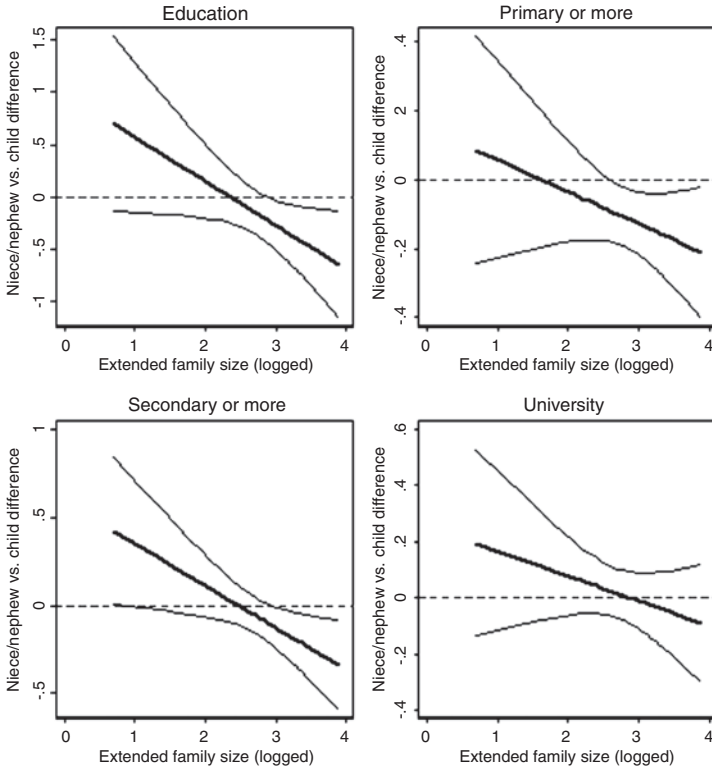 Education
Niece/nephew vs. child difference
1.5
1
.5
0
-.5
-1
0 1 2 3 4
Extended family size (logged)
Primary or more
Niece/nephew vs. child difference
.4
2
0
.2
-.4
0 1 2 3 4
Extended family size (logged)
Secondary or more
Niece/nephew vs. child difference
1
.5
0
-.5
0 1 2 3 4
Extended family size (logged)
University
Niece/nephew vs. child difference
.6
.4
.2
0
-.2
-.4
0 1 2 3 4
Extended family size (logged)